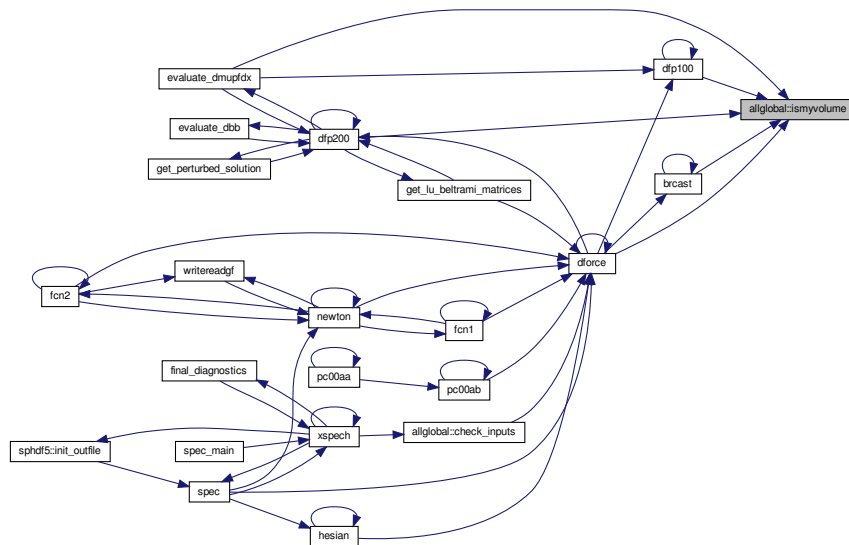 evaluate_dmupfdx
dfp100
allglobal::ismyvolume
evaluate_dbb
dfp200
get_perturbed_solution
get_lu_beltrami_matrices
brcast
dforce
writereadgf
fcn2
newton
fcn1
final_diagnostics
pc00aa
pc00ab
xspech
allglobal::check_inputs
sphdf5::init_outfile
spec_main
spec
hesian